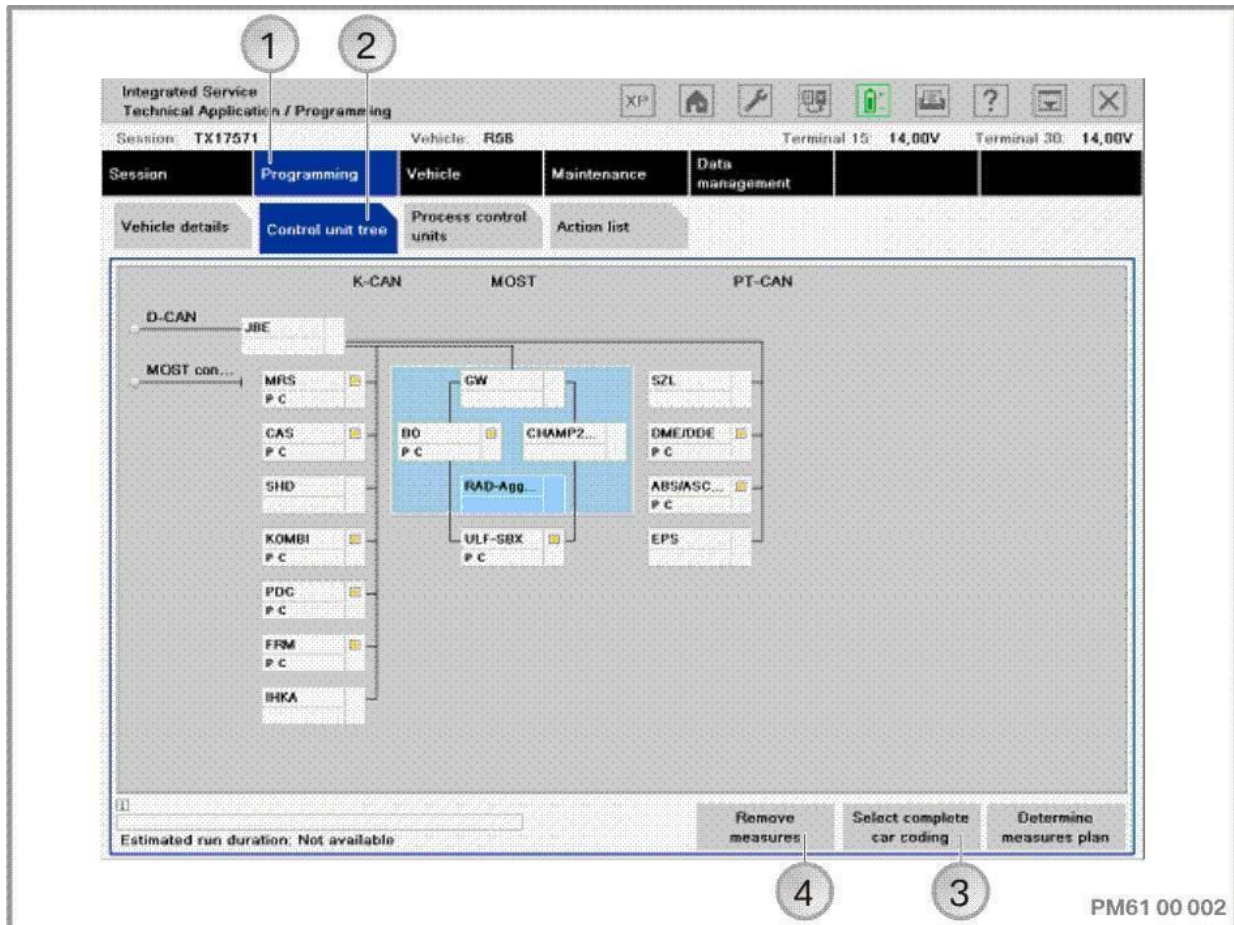 1 2
Integrated Service
Technical Application / Programming
XP ?
Session: TX17571 Vehicle: R56 Terminal 15: 14,00V Terminal 30: 14,00V
Session Programming Vehicle Maintenance Data
management
Vehicle details Control unit tree Process control
units Action list
K-CAN MOST PT-CAN
D-CAN
JBE
MOST con...
MRS GW SZL
P C
CAS BO CHAMP2... DME/DDE
P C P C P C
SHD RAD-Agg... ABS/ASC...
P C
KOMBI ULF-SBX EPS
P C P C
PDC
P C
FRM
P C
IHKA
Remove
measures
Select complete
car coding
Determine
measures plan
Estimated run duration: Not available
4 3
PM61 00 002